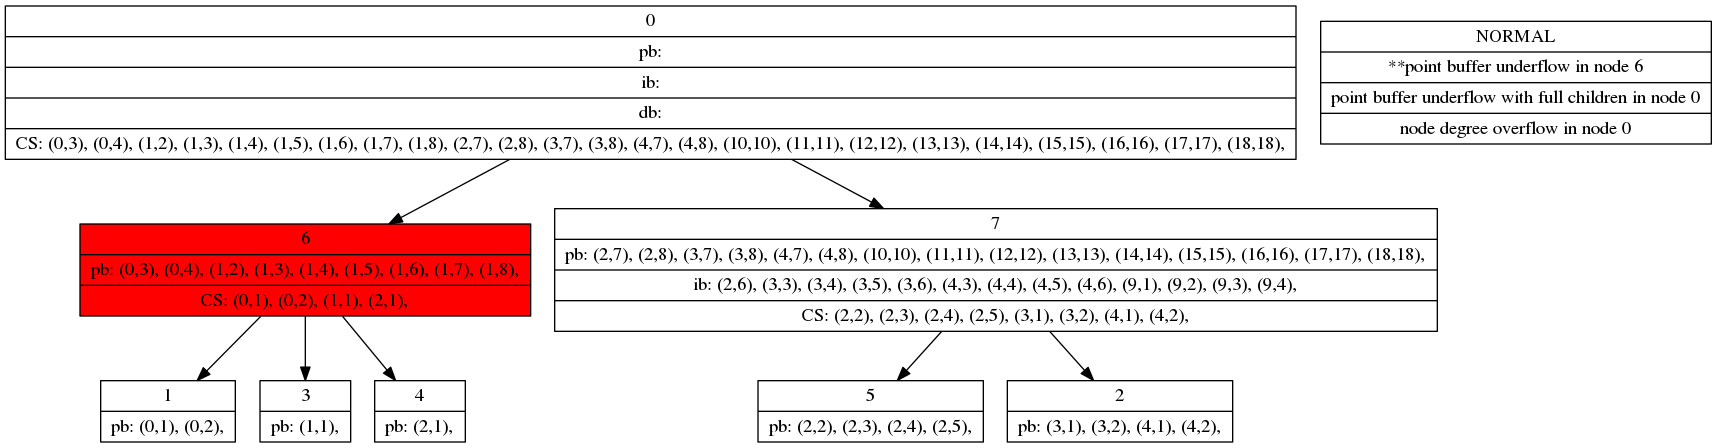 0
pb:
ib:
db:
CS: (0,3), (0,4), (1,2), (1,3), (1,4), (1,5), (1,6), (1,7), (1,8), (2,7), (2,8), (3,7), (3,8), (4,7), (4,8), (10,10), (11,11), (12,12), (13,13), (14,14), (15,15), (16,16), (17,17), (18,18),
NORMAL
**point buffer underflow in node 6
point buffer underflow with full children in node 0
node degree overflow in node 0
6
pb: (0,3), (0,4), (1,2), (1,3), (1,4), (1,5), (1,6), (1,7), (1,8),
CS: (0,1), (0,2), (1,1), (2,1),
7
pb: (2,7), (2,8), (3,7), (3,8), (4,7), (4,8), (10,10), (11,11), (12,12), (13,13), (14,14), (15,15), (16,16), (17,17), (18,18),
ib: (2,6), (3,3), (3,4), (3,5), (3,6), (4,3), (4,4), (4,5), (4,6), (9,1), (9,2), (9,3), (9,4),
CS: (2,2), (2,3), (2,4), (2,5), (3,1), (3,2), (4,1), (4,2),
1
pb: (0,1), (0,2),
3
pb: (1,1),
4
pb: (2,1),
5
pb: (2,2), (2,3), (2,4), (2,5),
2
pb: (3,1), (3,2), (4,1), (4,2),